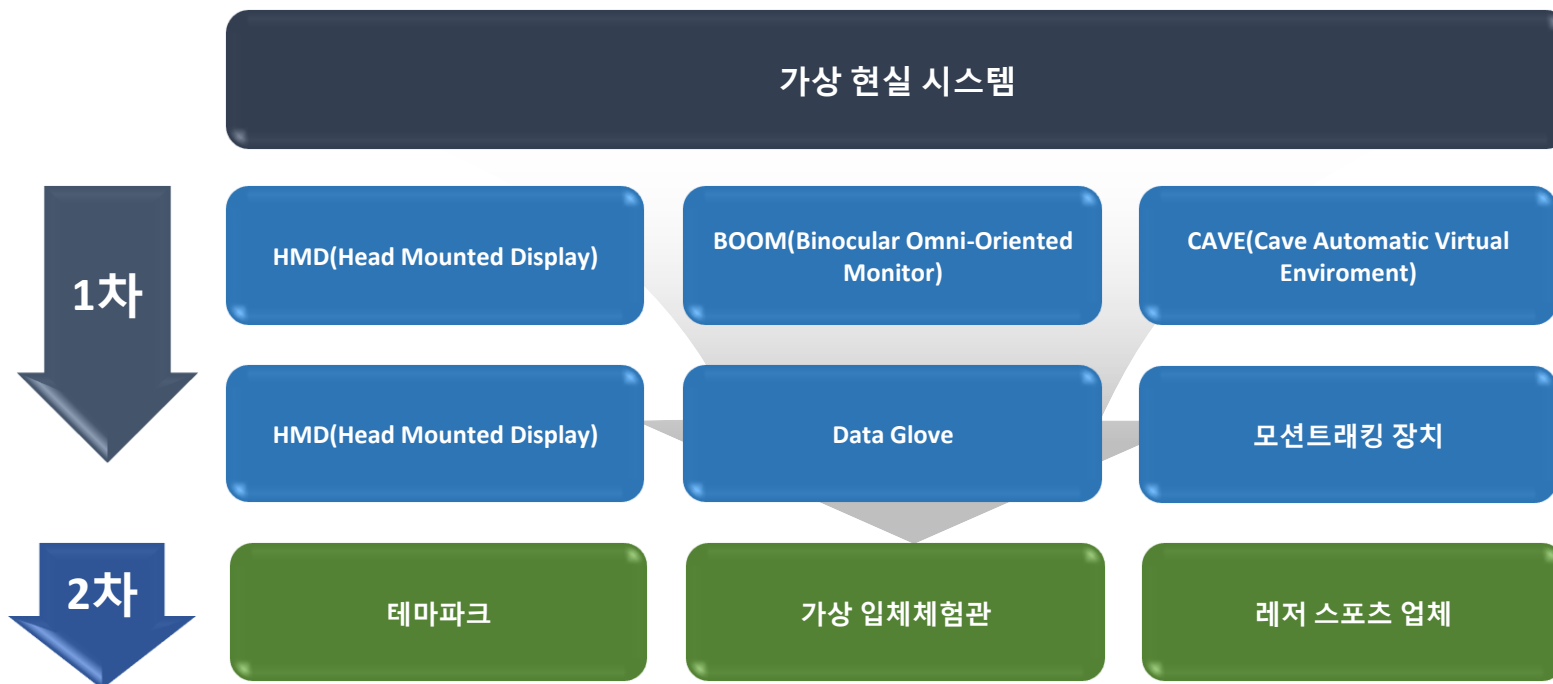 가상 현실 시스템
1차
HMD(Head Mounted Display)
BOOM(Binocular Omni-Oriented
Monitor)
CAVE(Cave Automatic Virtual
Enviroment)
HMD(Head Mounted Display)
Data Glove
모션트래킹 장치
2차
테마파크
가상 입체체험관
레저 스포츠 업체